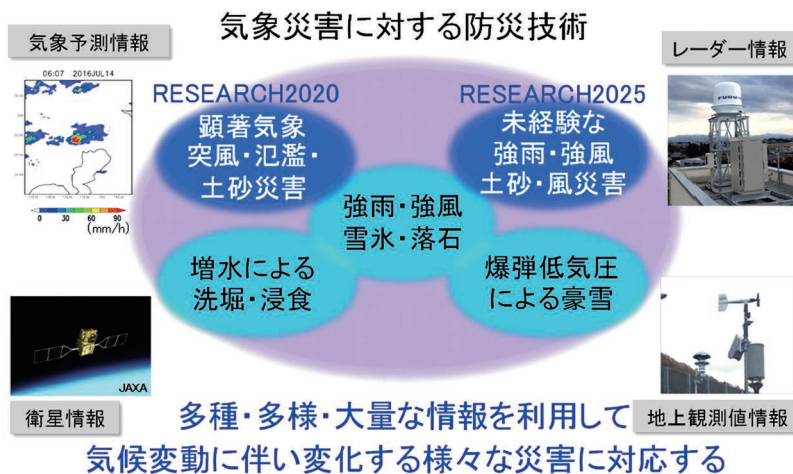 気象災害に対する防災技術
気象予測情報
レーダー情報
06:07 2016JUL14
0 30 60 90
(mm/h)
RESEARCH2020
顕著気象
突風・氾濫・
土砂災害
RESEARCH2025
未経験な
強雨・強風
土砂・風災害
FURUNO
強雨・強風
雪氷・落石
増水による
洗堀・浸食
爆弾低気圧
による豪雪
JAXA
衛星情報
地上観測値情報
多種・多様・大量な情報を利用して
気候変動に伴い変化する様々な災害に対応する